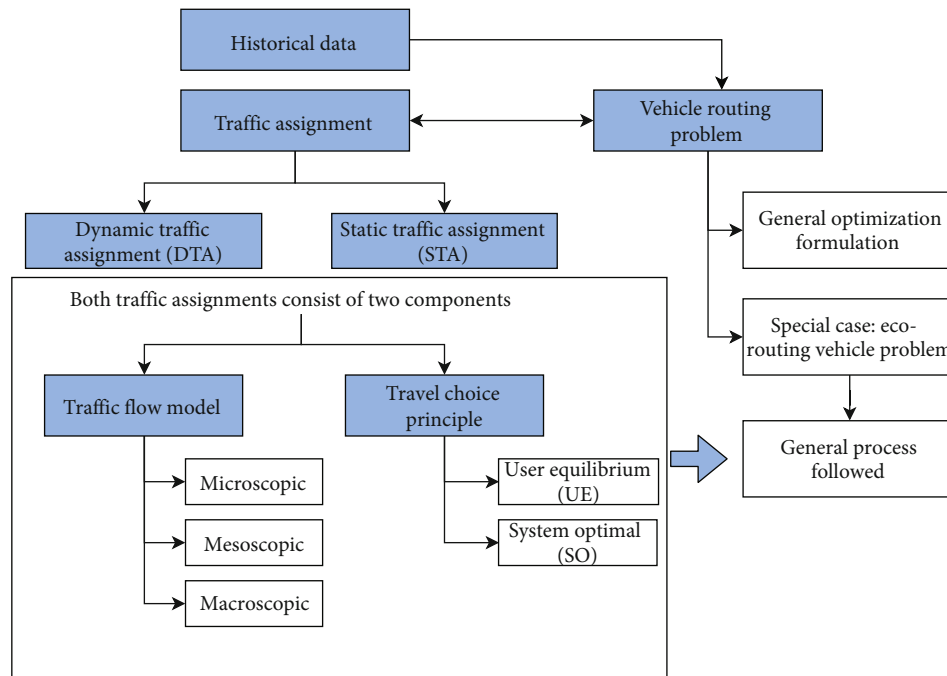 Historical data
Traffic assignment
Vehicle routing
problem
Dynamic traffic
assignment (DTA)
Static traffic assignment
(STA)
General optimization
formulation
Both traffic assignments consist of two components
Special case: eco-
routing vehicle problem
Traffic flow model
Travel choice
principle
General process
followed
Microscopic
Mesoscopic
Macroscopic
User equilibrium
(UE)
System optimal
(SO)